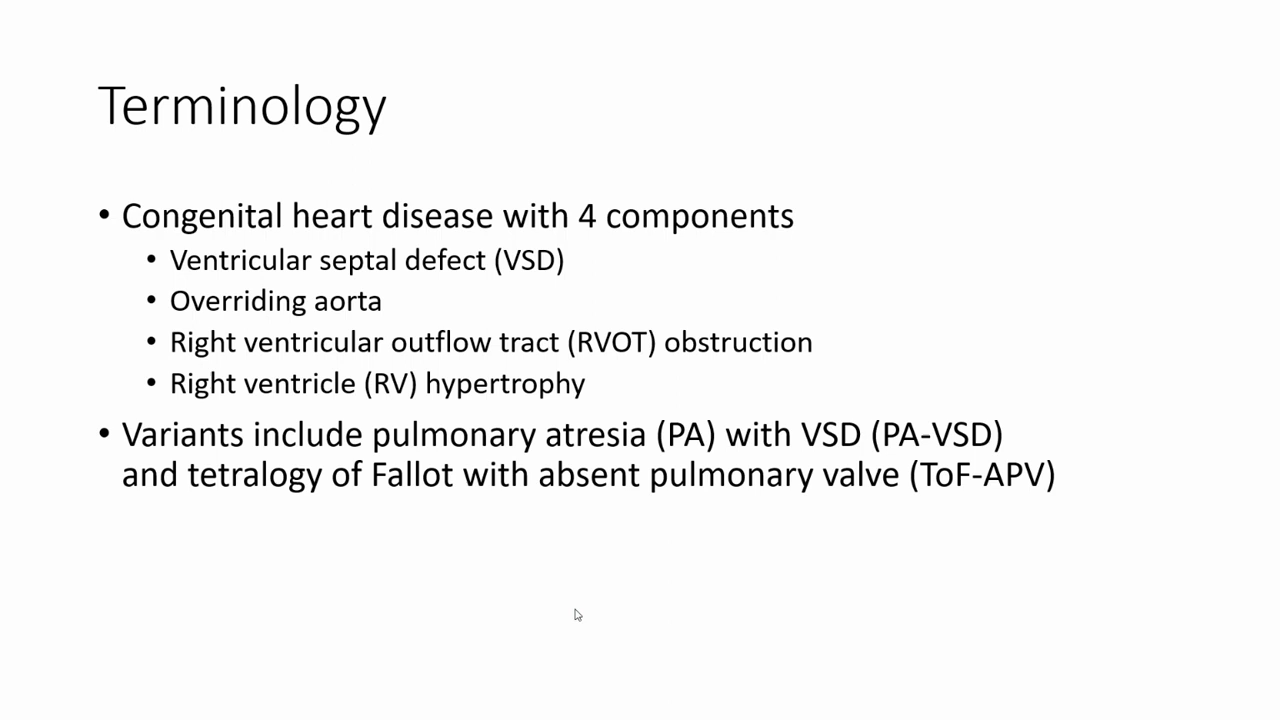 Terminology
• Congenital heart disease with 4 components
• Ventricular septal defect (VSD)
• Overriding aorta
• Right ventricular outflow tract (RVOT) obstruction
• Right ventricle (RV) hypertrophy
• Variants include pulmonary atresia (PA) with VSD (PA-VSD)
and tetralogy of Fallot with absent pulmonary valve (ToF-APV)